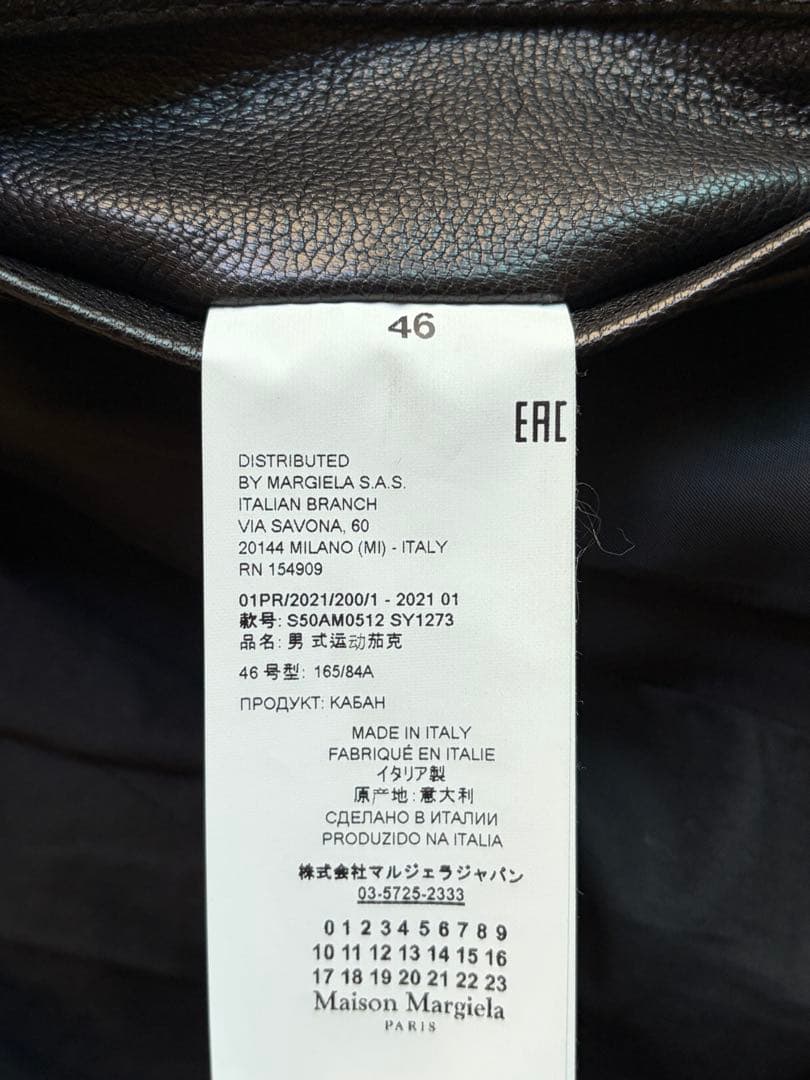 46
EAC
DISTRIBUTED
BY MARGIELA S.A.S.
ITALIAN BRANCH
VIA SAVONA, 60
20144 MILANO (MI) - ITALY
RN 154909
01PR/2021/200/1 - 2021 01
款号: S50AM0512 SY1273
品名: 男 式运动茄克
46 号型: 165/84A
ПРОДУКТ: КАБАН
MADE IN ITALY
FABRIQUÉ EN ITALIE
イタリア製
原产地: 意大利
СДЕЛАНО В ИТАЛИИ
PRODUZIDO NA ITALIA
株式会社マルジェラジャパン
03-5725-2333
0 1 2 3 4 5 6 7 8 9
10 11 12 13 14 15 16
17 18 19 20 21 22 23
Maison Margiela
PARIS